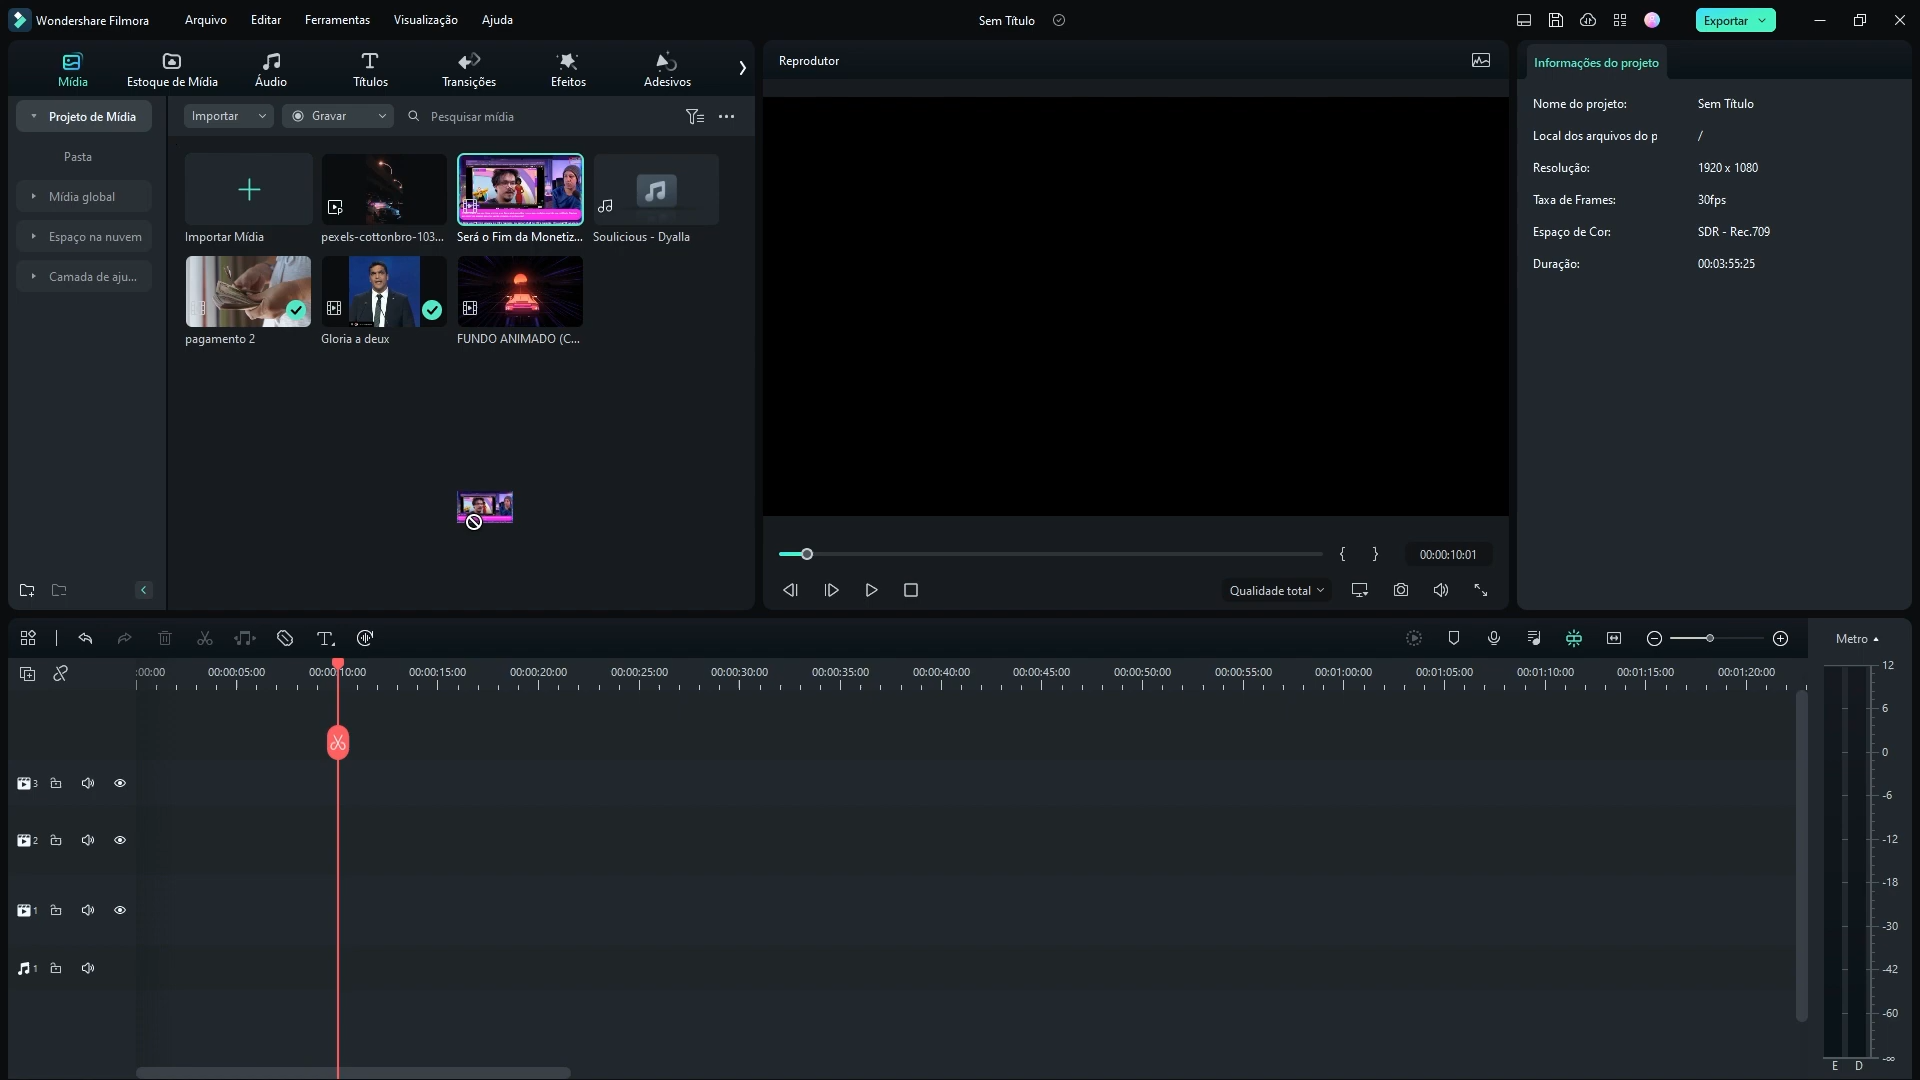 Wondershare Filmora
Arquivo
Editar
Ferramentas
Visualização
Ajuda
Sem Título
Exportar
Mídia
Estoque de Mídia
Áudio
Títulos
Transições
Efeitos
Adesivos
Reprodutor
Informações do projeto
Projeto de Mídia
Importar
Gravar
Pesquisar mídia
Pasta
Mídia global
Espaço na nuvem
Camada de aju...
Importar Mídia
pexels-cottonbro-103...
Será o Fim da Monetiz...
Soulicious - Dyalla
pagamento 2
Gloria a deux
FUNDO ANIMADO (C...
Nome do projeto: Sem Título
Local dos arquivos do p /
Resolução: 1920 x 1080
Taxa de Frames: 30fps
Espaço de Cor: SDR - Rec.709
Duração: 00:03:55:25
{ } 00:00:10:01
Qualidade total
Metro
:00:00 00:00:05:00 00:00:10:00 00:00:15:00 00:00:20:00 00:00:25:00 00:00:30:00 00:00:35:00 00:00:40:00 00:00:45:00 00:00:50:00 00:00:55:00 00:01:00:00 00:01:05:00 00:01:10:00 00:01:15:00 00:01:20:00
3
2
1
1
12
6
0
-6
-12
-18
-30
-42
-60
-∞
E D